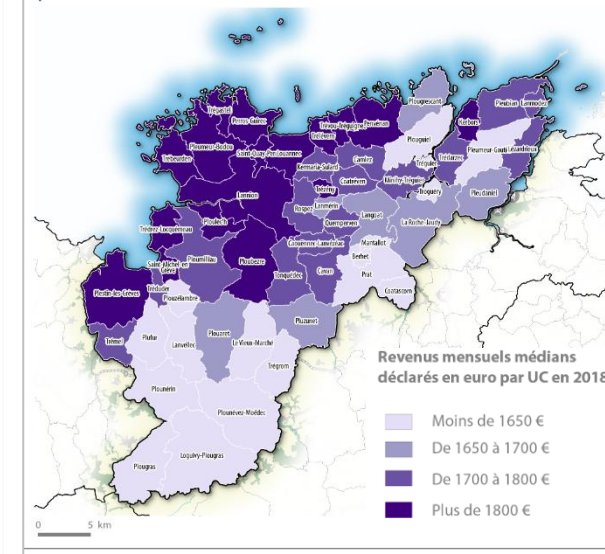 Trébeurden
Pleumeur-Bodou
Perros-Guirec
Saint-Quay-Perros
Louannec
Trélévern
Trévou-Tréguignec
Penvénan
Plougrescant
Plouguiel
Tréguier
Kerbors
Pleubian
Lanmodez
Trédarzec
Pleumeur-Gautier
Lézardrieux
Pleudaniel
Kermaria-Sulard
Camlez
Coatréven
Trézény
Minihy-Tréguier
Troguéry
Lannion
Rospez
Lanmérin
Quemperven
Langoat
La Roche-Jaudy
Trédrez-Locquémeau
Ploulec'h
Ploubezre
Caouënnec-Lanvézéac
Mantallot
Berhet
Prat
Coatascorn
Cavan
Tonquédec
Saint-Michel-en
Grève
Ploumilliau
Plestin-les-Grèves
Tréduder
Plouzélambre
Trémel
Plufur
Lanvellec
Plouaret
Le Vieux-Marché
Pluzunet
Trégrom
Plounérin
Plounévez-Moëdec
Loguivy-Plougras
Plougras
Revenus mensuels médians
déclarés en euro par UC en 2018
Moins de 1650 €
De 1650 à 1700 €
De 1700 à 1800 €
Plus de 1800 €
0 5 km